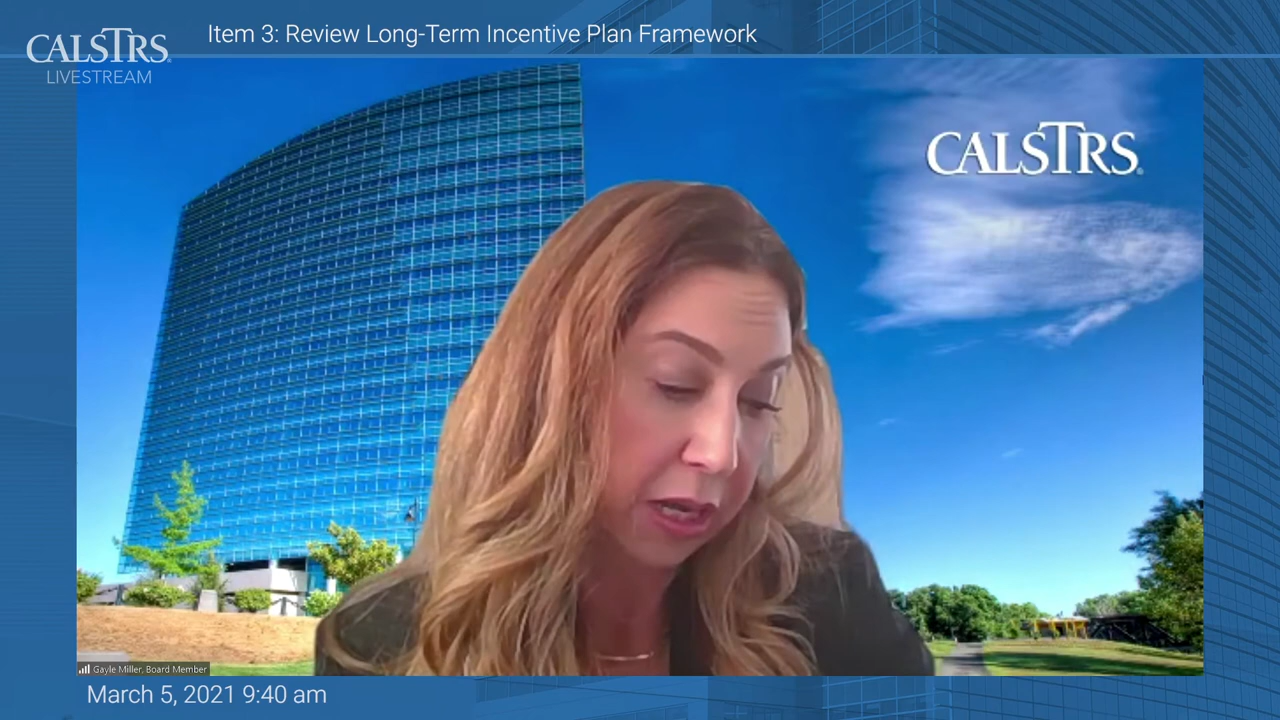 Item 3: Review Long-Term Incentive Plan Framework
CALSTRS®
LIVESTREAM
CALSTRS®
Gayle Miller, Board Member
March 5, 2021 9:40 am